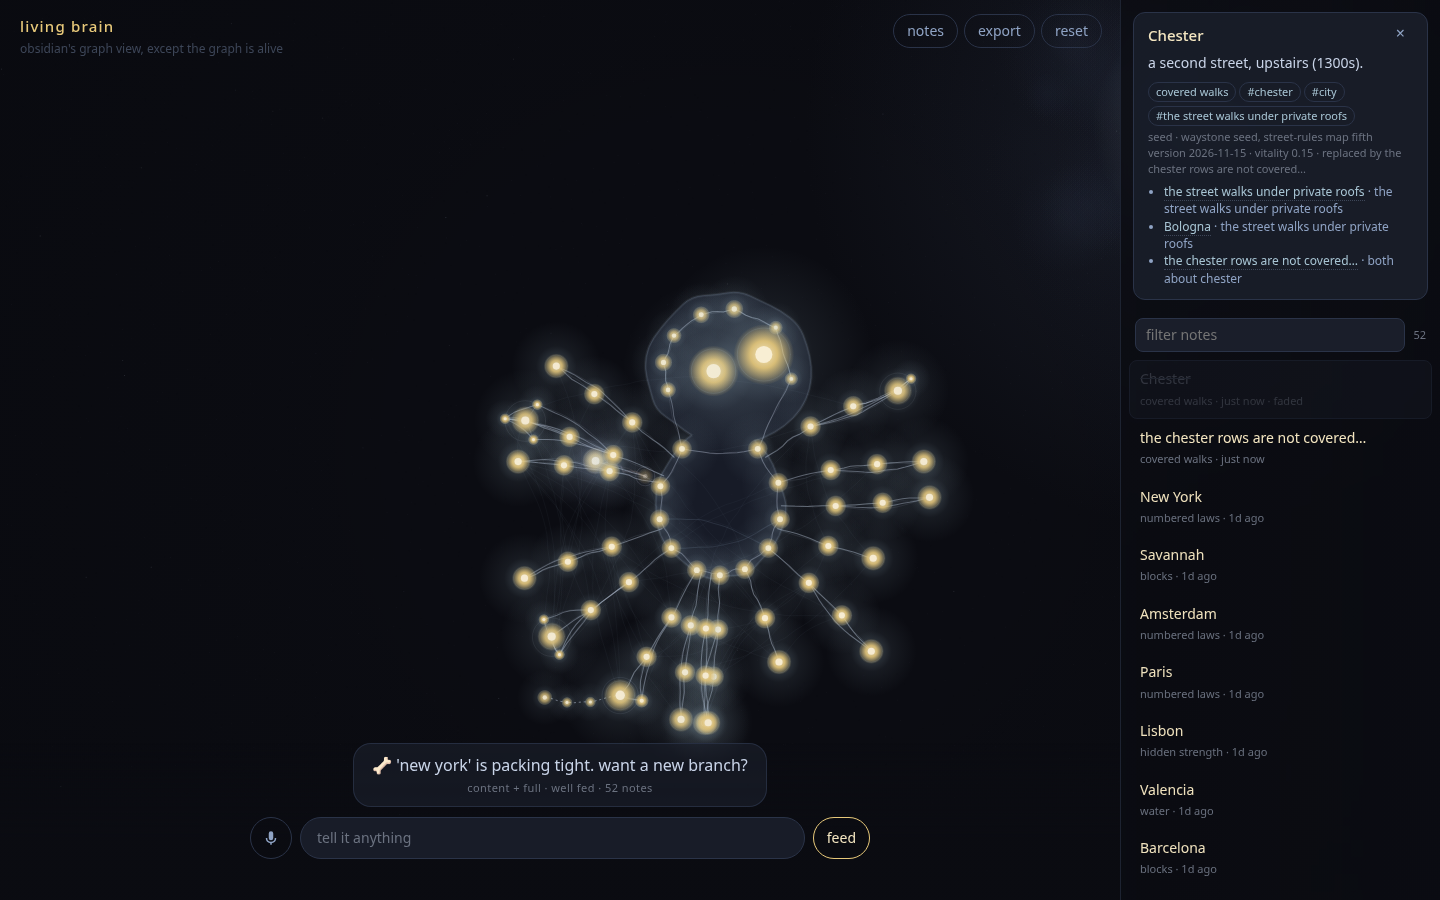 living brain
obsidian's graph view, except the graph is alive
notes
export
reset
'new york' is packing tight. want a new branch?
content + full · well fed · 52 notes
tell it anything
feed
Chester
×
a second street, upstairs (1300s).
covered walks
#chester
#city
#the street walks under private roofs
seed · waystone seed, street-rules map fifth
version 2026-11-15 · vitality 0.15 · replaced by the
chester rows are not covered...
the street walks under private roofs · the
street walks under private roofs
Bologna · the street walks under private
roofs
the chester rows are not covered... · both
about chester
filter notes
52
Chester
covered walks · just now · faded
the chester rows are not covered...
covered walks · just now
New York
numbered laws · 1d ago
Savannah
blocks · 1d ago
Amsterdam
numbered laws · 1d ago
Paris
numbered laws · 1d ago
Lisbon
hidden strength · 1d ago
Valencia
water · 1d ago
Barcelona
blocks · 1d ago